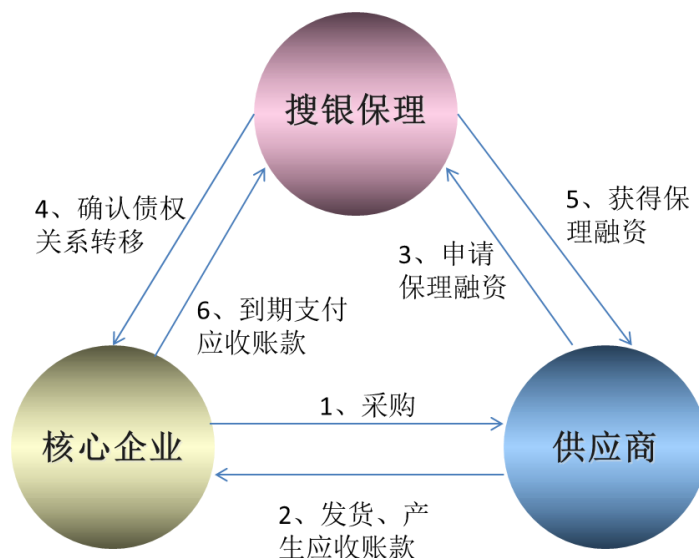 搜银保理
4、确认债权
关系转移
5、获得保
理融资
3、申请
保理融资
6、到期支付
应收账款
1、采购
核心企业
供应商
2、发货、产
生应收账款